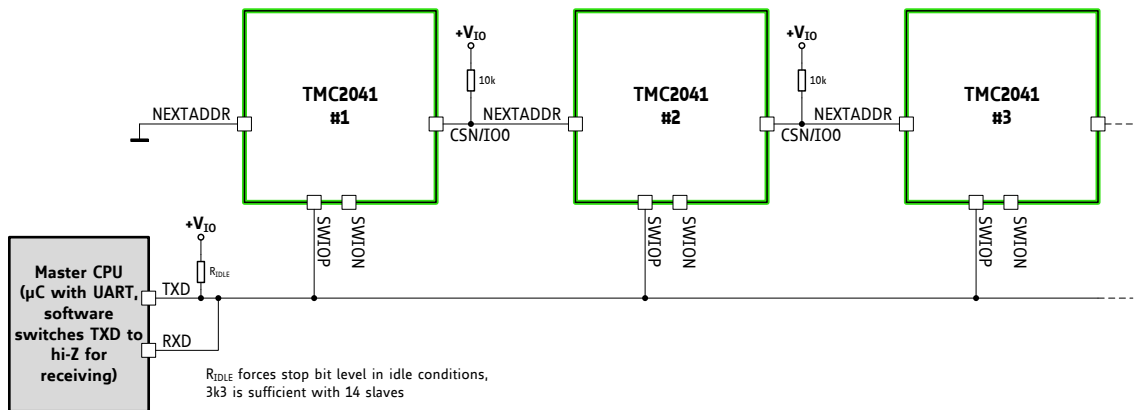 +VIO
10k
TMC2041
#1
NEXTADDR
CSN/IO0
NEXTADDR
TMC2041
#2
+VIO
10k
CSN/IO0
NEXTADDR
TMC2041
#3
SWIOP
SWION
SWIOP
SWION
SWIOP
SWION
+VIO
RIDLE
Master CPU
(µC with UART,
software
switches TXD to
hi-Z for
receiving)
TXD
RXD
RIDLE forces stop bit level in idle conditions,
3k3 is sufficient with 14 slaves